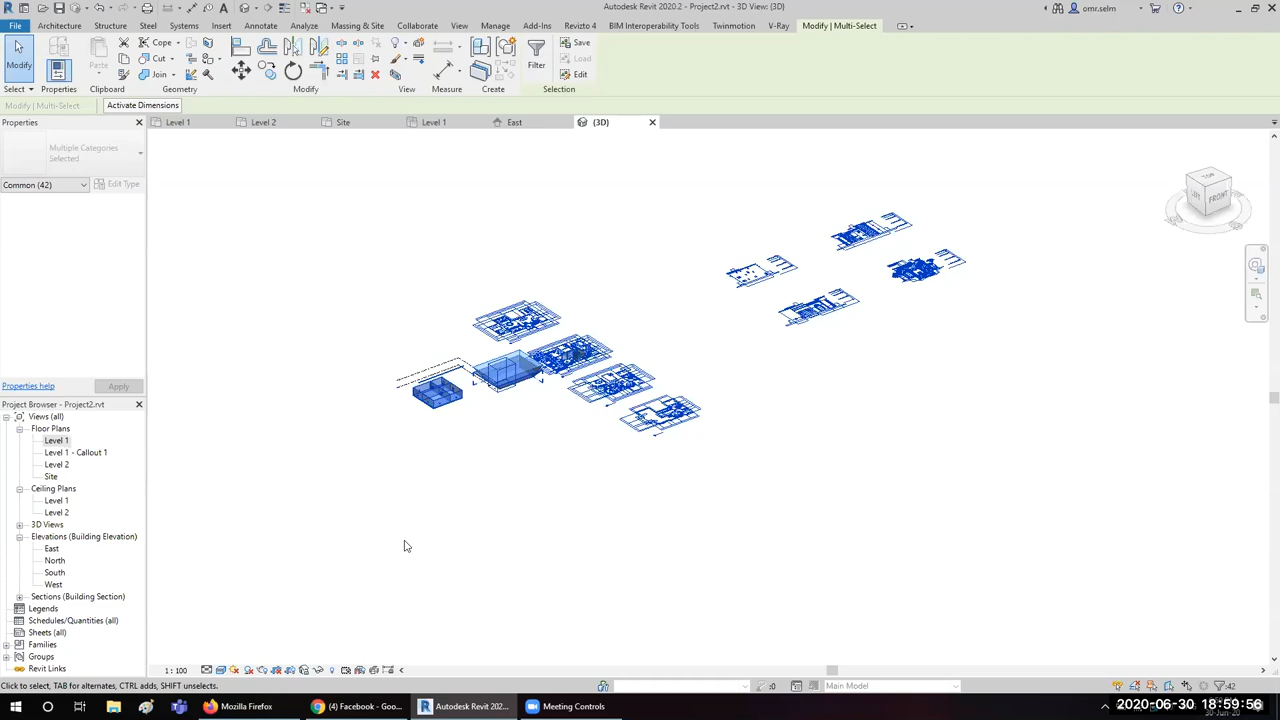 Autodesk Revit 2020.2 - Project2.rvt - 3D View: {3D}
omr.selm
File Architecture Structure Steel Systems Insert Annotate Analyze Massing & Site Collaborate View Manage Add-Ins Revizto 4 BIM Interoperability Tools Twinmotion V-Ray Modify | Multi-Select
Modify
Paste
Cope
Cut
Join
Filter
Save
Load
Edit
Select Properties Clipboard Geometry Modify View Measure Create Selection
Modify | Multi-Select Activate Dimensions
Properties
Level 1 Level 2 Site Level 1 East {3D}
Multiple Categories
Selected
Common (42) Edit Type
TOP
FRONT
Properties help Apply
Project Browser - Project2.rvt
Views (all)
Floor Plans
Level 1
Level 1 - Callout 1
Level 2
Site
Ceiling Plans
Level 1
Level 2
3D Views
Elevations (Building Elevation)
East
North
South
West
Sections (Building Section)
Legends
Schedules/Quantities (all)
Sheets (all)
Families
Groups
Revit Links
1 : 100
Click to select, TAB for alternates, CTRL adds, SHIFT unselects.
:0
Main Model
:42
Mozilla Firefox
(4) Facebook - Goo...
Autodesk Revit 202...
Meeting Controls
2020-06-30 18:59:56